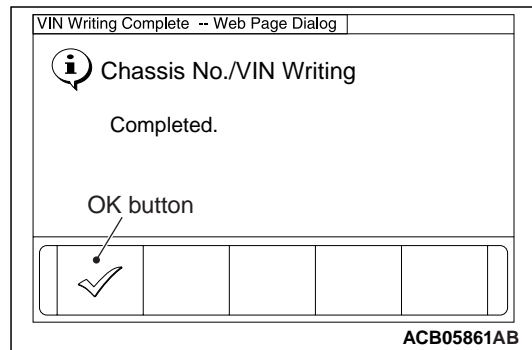 VIN Writing Complete -- Web Page Dialog
Chassis No./VIN Writing
Completed.
OK button
ACB05861AB